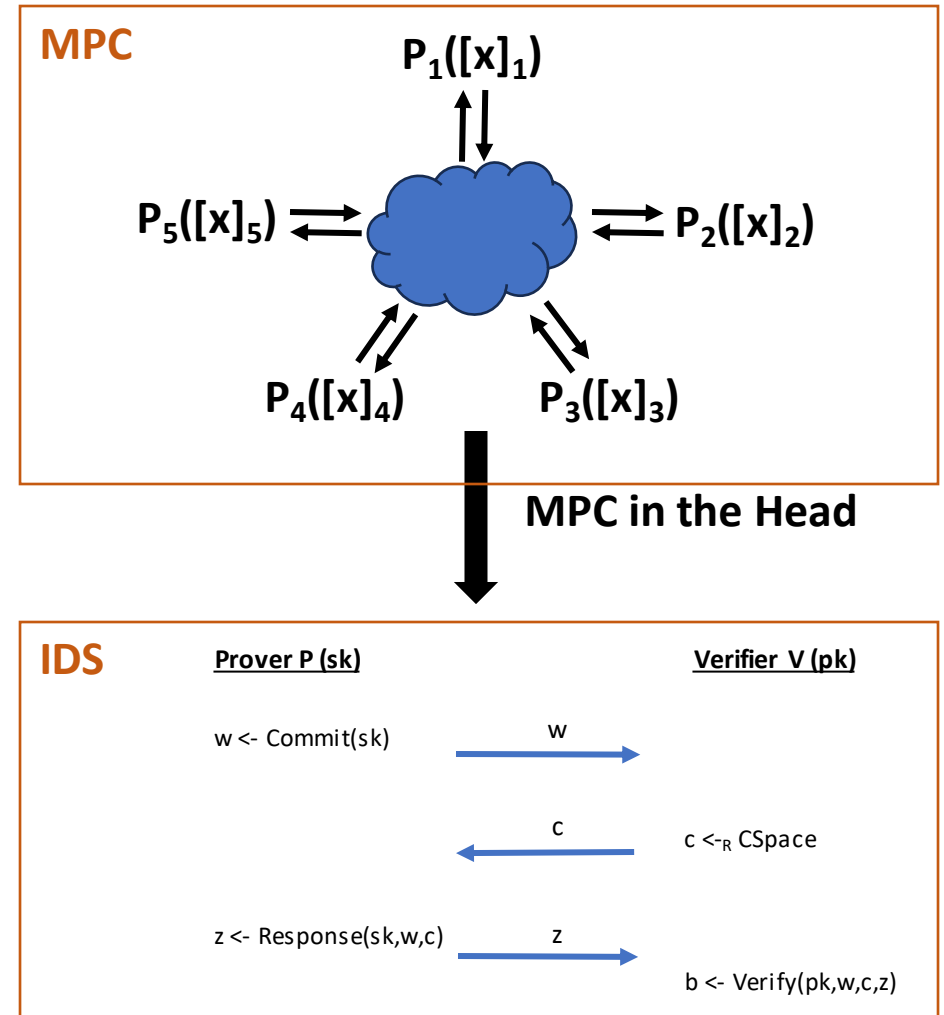 MPC
P₁([x]₁)
P₅([x]₅)
P₂([x]₂)
P₄([x]₄)
P₃([x]₃)
MPC in the Head
IDS
Prover P (sk)
Verifier V (pk)
w <- Commit(sk)
w
c
c <-ᵣ CSpace
z <- Response(sk,w,c)
z
b <- Verify(pk,w,c,z)